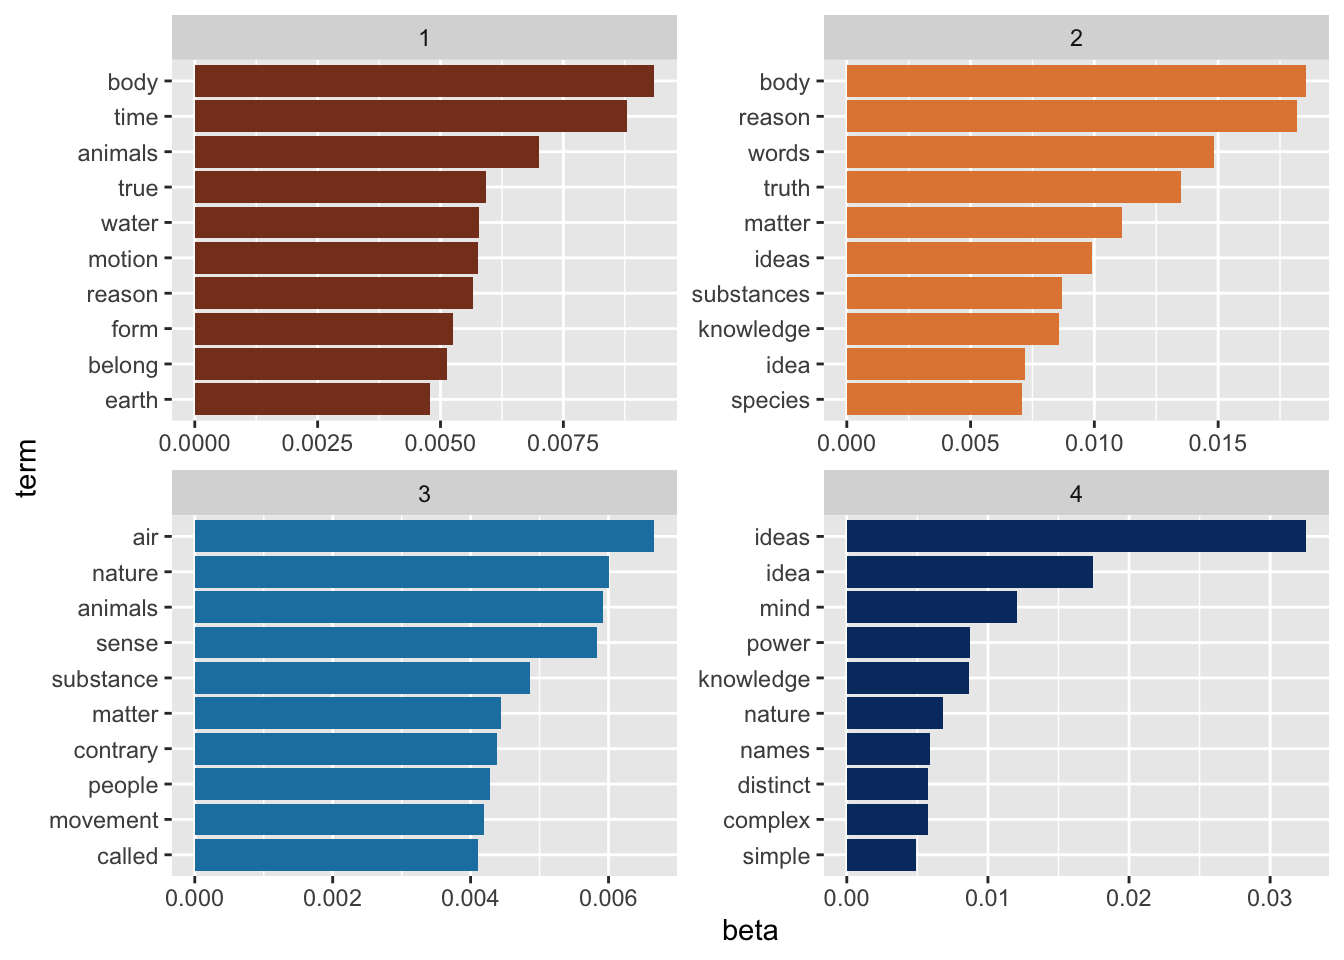 1
body
time
animals
true
water
motion
reason
form
belong
earth
0.0000 0.0025 0.0050 0.0075
2
body
reason
words
truth
matter
ideas
substances
knowledge
idea
species
0.000 0.005 0.010 0.015
term
3
air
nature
animals
sense
substance
matter
contrary
people
movement
called
0.000 0.002 0.004 0.006
4
ideas
idea
mind
power
knowledge
nature
names
distinct
complex
simple
0.00 0.01 0.02 0.03
beta